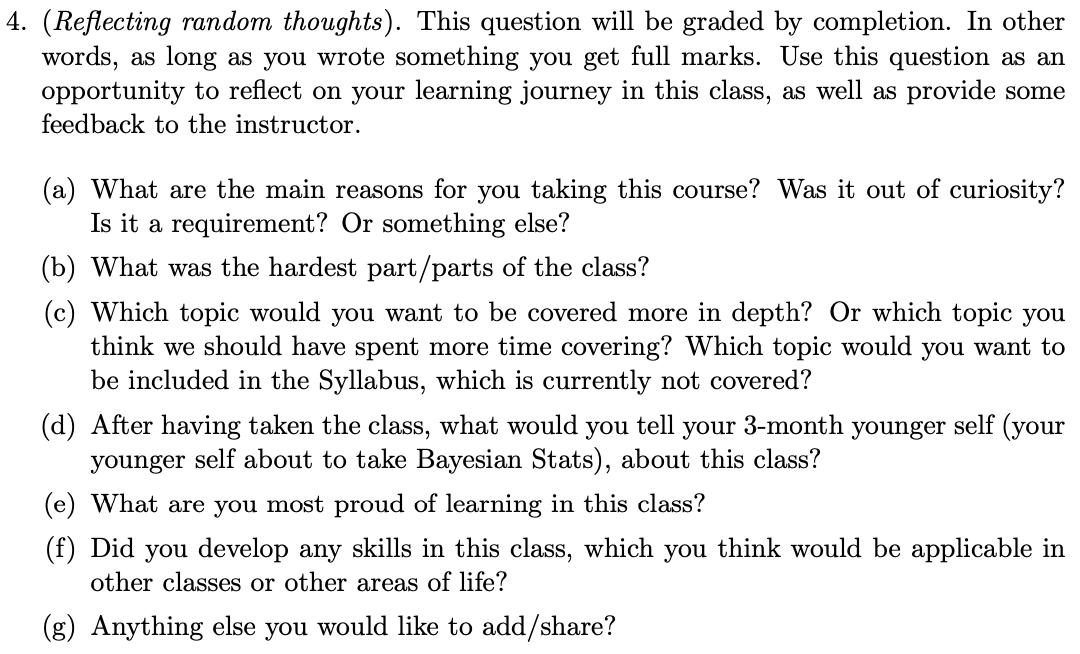 4. (Reflecting random thoughts). This question will be graded by completion. In other
words, as long as you wrote something you get full marks. Use this question as an
opportunity to reflect on your learning journey in this class, as well as provide some
feedback to the instructor.
(a) What are the main reasons for you taking this course? Was it out of curiosity?
Is it a requirement? Or something else?
(b) What was the hardest part/parts of the class?
(c) Which topic would you want to be covered more in depth? Or which topic you
think we should have spent more time covering? Which topic would you want to
be included in the Syllabus, which is currently not covered?
(d) After having taken the class, what would you tell your 3-month younger self (your
younger self about to take Bayesian Stats), about this class?
(e) What are you most proud of learning in this class?
(f) Did you develop any skills in this class, which you think would be applicable in
other classes or other areas of life?
(g) Anything else you would like to add/share?